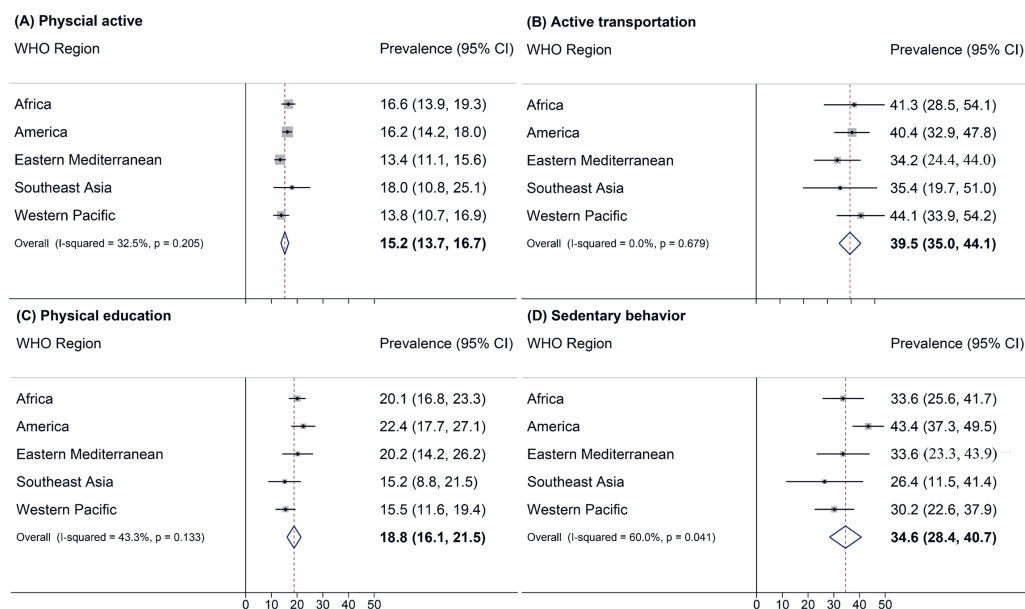 (A) Physcial active
WHO Region Prevalence (95% CI)
Africa 16.6 (13.9, 19.3)
America 16.2 (14.2, 18.0)
Eastern Mediterranean 13.4 (11.1, 15.6)
Southeast Asia 18.0 (10.8, 25.1)
Western Pacific 13.8 (10.7, 16.9)
Overall (I-squared = 32.5%, p = 0.205) 15.2 (13.7, 16.7)
(B) Active transportation
WHO Region Prevalence (95% CI)
Africa 41.3 (28.5, 54.1)
America 40.4 (32.9, 47.8)
Eastern Mediterranean 34.2 (24.4, 44.0)
Southeast Asia 35.4 (19.7, 51.0)
Western Pacific 44.1 (33.9, 54.2)
Overall (I-squared = 0.0%, p = 0.679) 39.5 (35.0, 44.1)
(C) Physical education
WHO Region Prevalence (95% CI)
Africa 20.1 (16.8, 23.3)
America 22.4 (17.7, 27.1)
Eastern Mediterranean 20.2 (14.2, 26.2)
Southeast Asia 15.2 (8.8, 21.5)
Western Pacific 15.5 (11.6, 19.4)
Overall (I-squared = 43.3%, p = 0.133) 18.8 (16.1, 21.5)
0 10 20 30 40 50
(D) Sedentary behavior
WHO Region Prevalence (95% CI)
Africa 33.6 (25.6, 41.7)
America 43.4 (37.3, 49.5)
Eastern Mediterranean 33.6 (23.3, 43.9)
Southeast Asia 26.4 (11.5, 41.4)
Western Pacific 30.2 (22.6, 37.9)
Overall (I-squared = 60.0%, p = 0.041) 34.6 (28.4, 40.7)
0 10 20 30 40 50